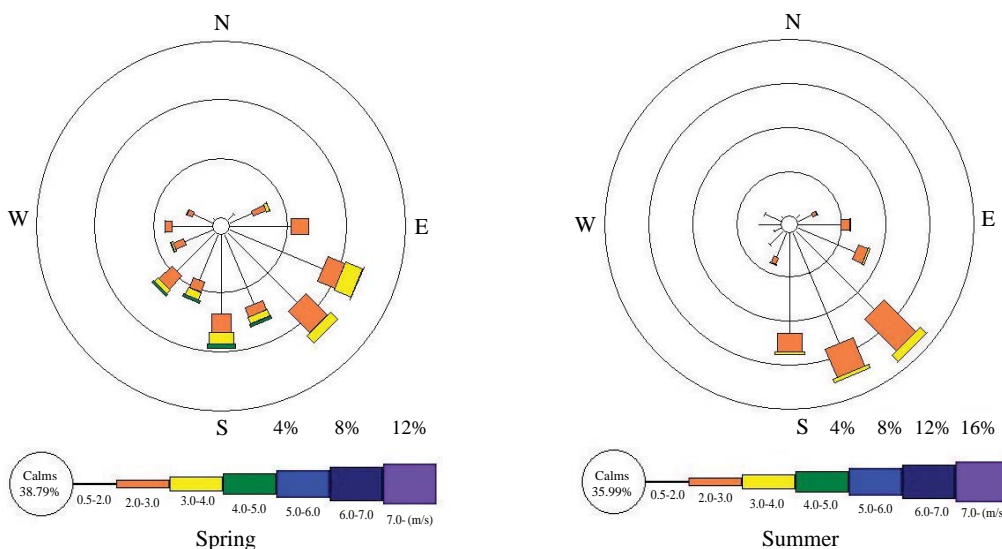 N
W
E
S
4% 8% 12%
Calms
38.79%
0.5-2.0
2.0-3.0
3.0-4.0
4.0-5.0
5.0-6.0
6.0-7.0
7.0- (m/s)
Spring
N
W
E
S
4% 8% 12% 16%
Calms
35.99%
0.5-2.0
2.0-3.0
3.0-4.0
4.0-5.0
5.0-6.0
6.0-7.0
7.0- (m/s)
Summer